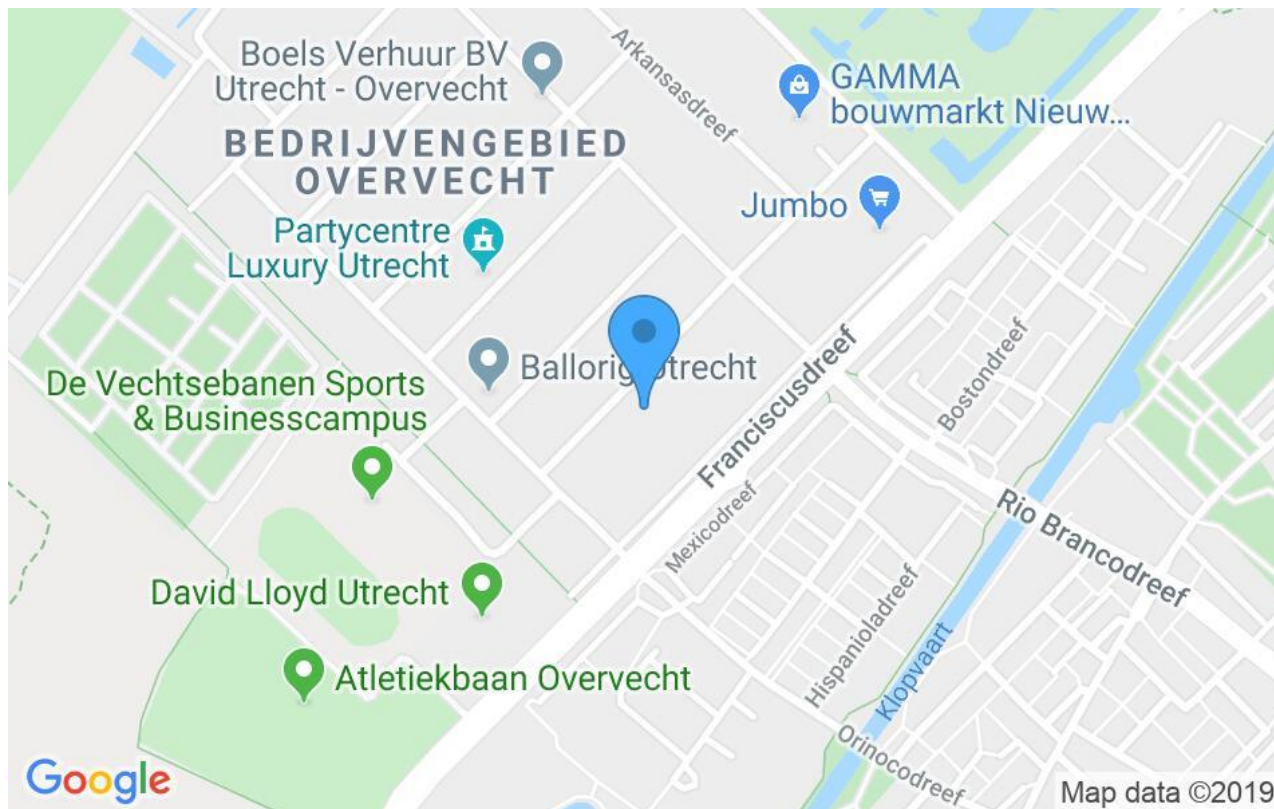 Boels Verhuur BV
Utrecht - Overvecht
Arkansasdreef
GAMMA
bouwmarkt Nieuw...
BEDRIJVENGEBIED
OVERVECHT
Jumbo
Partycentre
Luxury Utrecht
Franciscusdreef
Bostondreef
Ballorig Utrecht
De Vechtsebanen Sports
& Businesscampus
Mexicodreef
Rio Brancodreef
David Lloyd Utrecht
Hispanioladreef
Klopvaart
Atletiekbaan Overvecht
Orinocodreef
Google
Map data ©2019